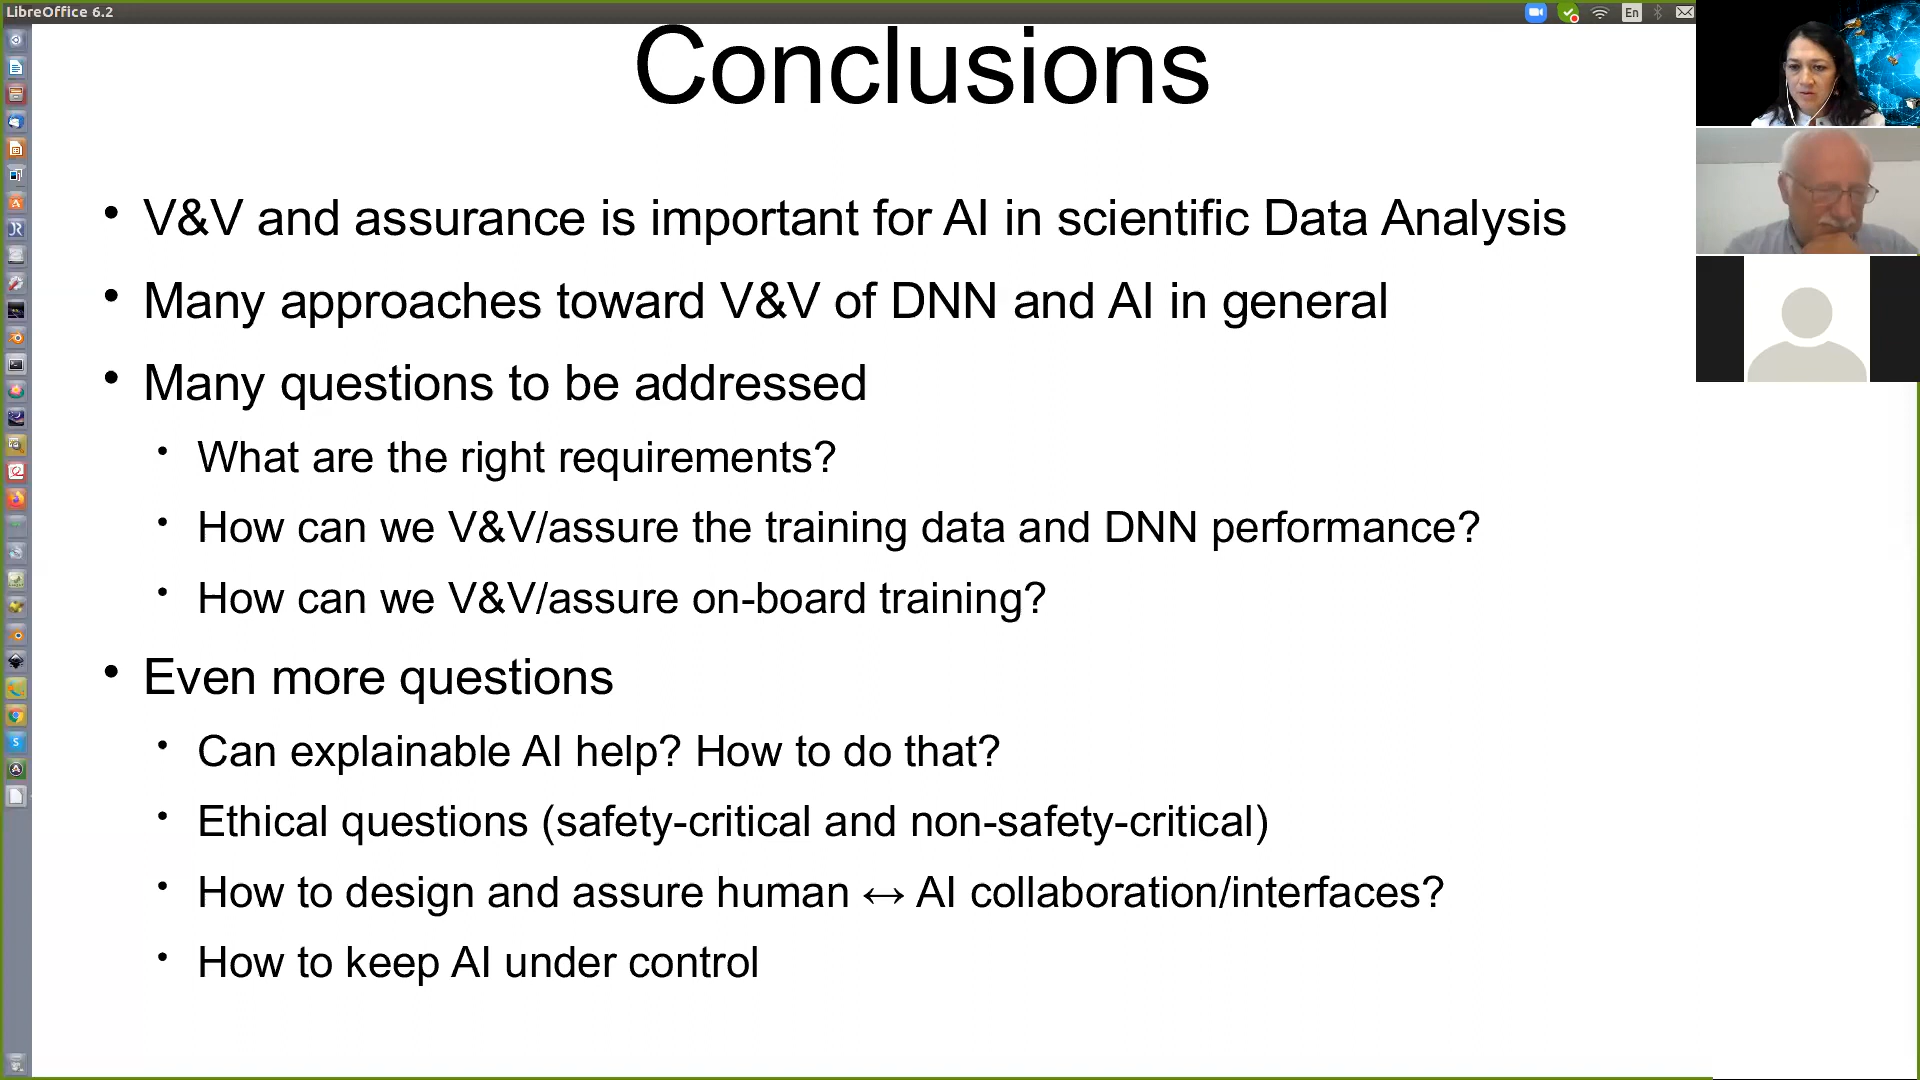 LibreOffice 6.2
En
Conclusions
• V&V and assurance is important for AI in scientific Data Analysis
• Many approaches toward V&V of DNN and AI in general
• Many questions to be addressed
• What are the right requirements?
• How can we V&V/assure the training data and DNN performance?
• How can we V&V/assure on-board training?
• Even more questions
• Can explainable AI help? How to do that?
• Ethical questions (safety-critical and non-safety-critical)
• How to design and assure human ↔ AI collaboration/interfaces?
• How to keep AI under control